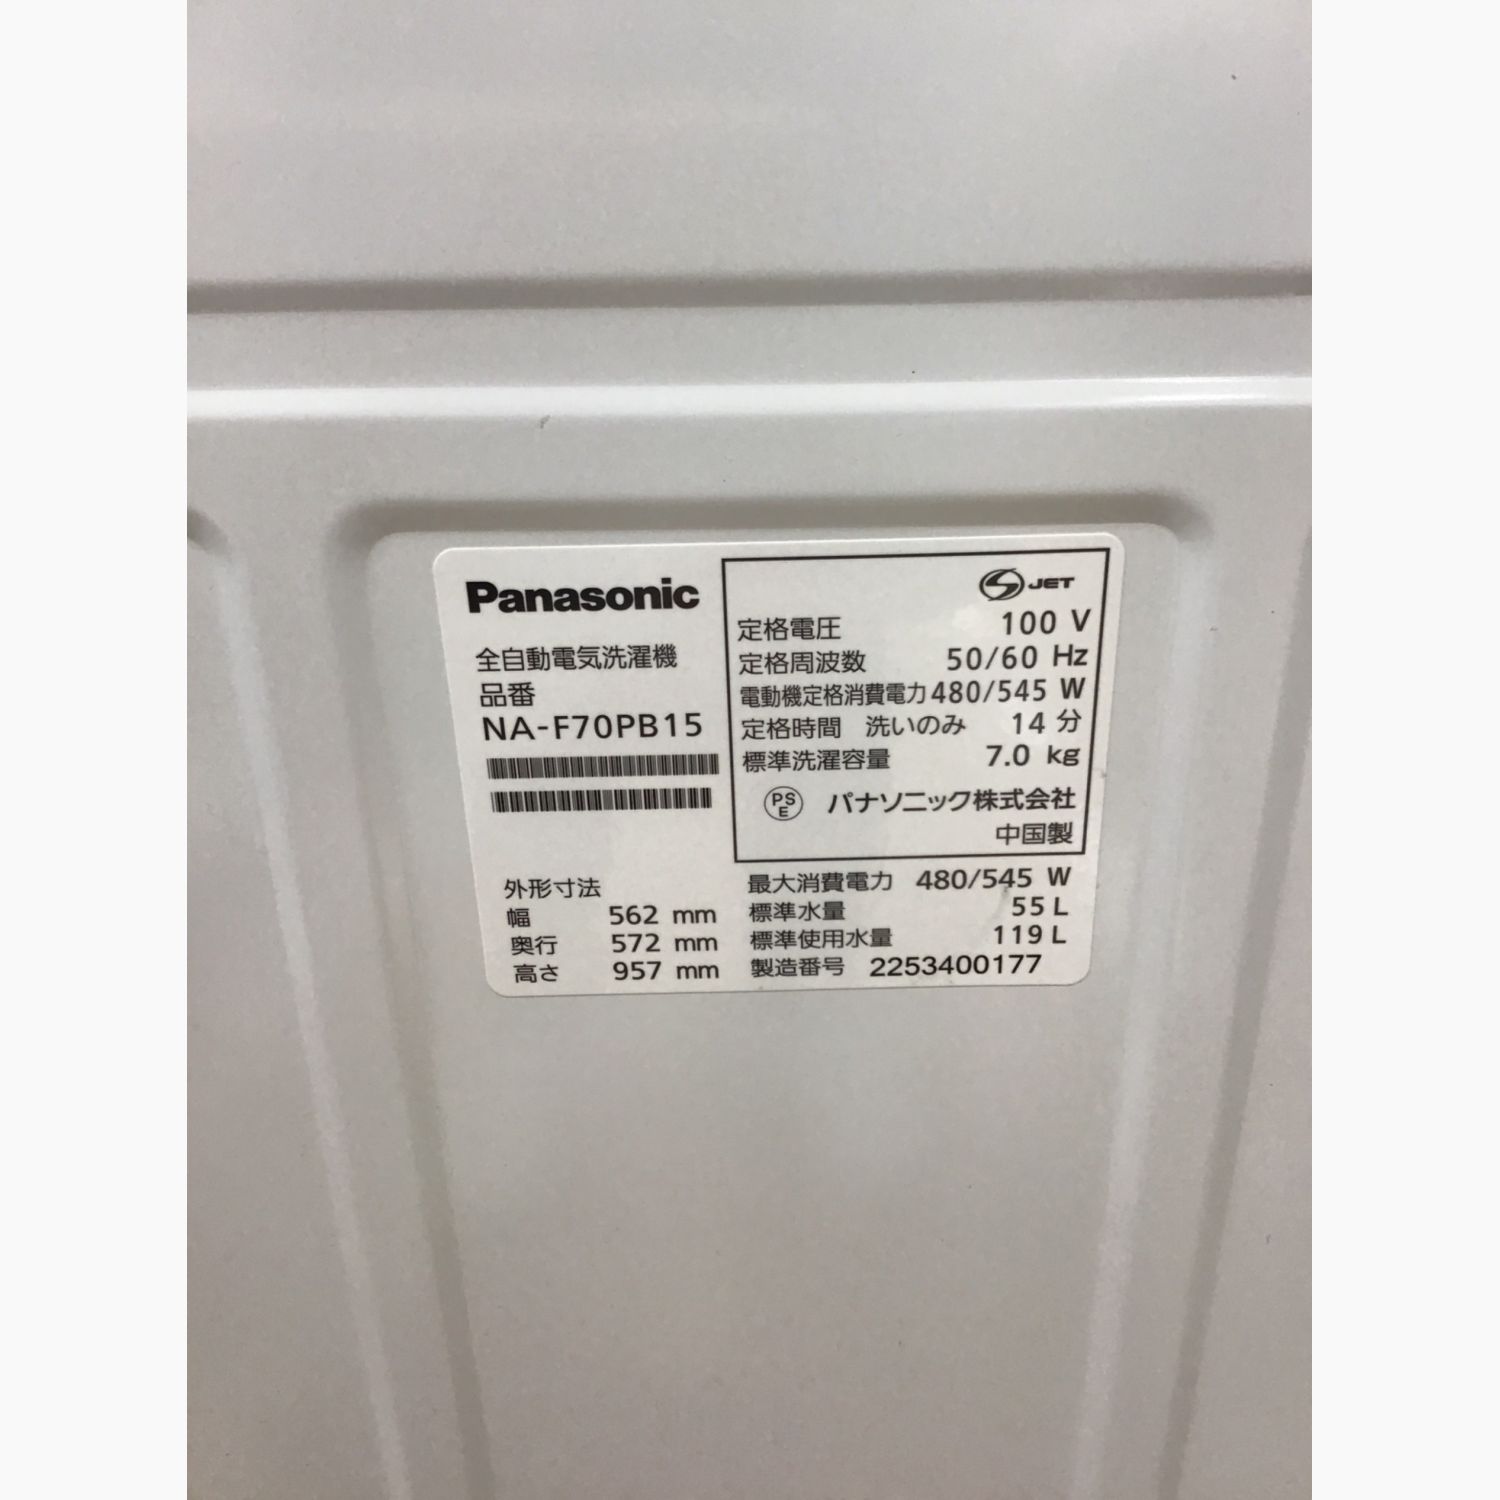 Panasonic
全自動電気洗濯機
品番
NA-F70PB15
外形寸法
幅 562 mm
奥行 572 mm
高さ 957 mm
S JET
定格電圧 100 V
定格周波数 50/60 Hz
電動機定格消費電力 480/545 W
定格時間 洗いのみ 14 分
標準洗濯容量 7.0 kg
PSE パナソニック株式会社
中国製
最大消費電力 480/545 W
標準水量 55 L
標準使用水量 119 L
製造番号 2253400177